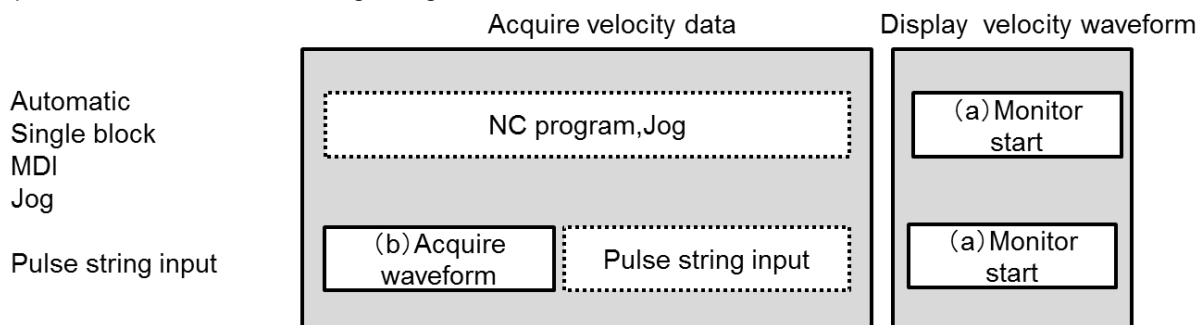 Acquire velocity data
Display velocity waveform
Automatic
Single block
MDI
Jog
NC program,Jog
(a)Monitor
start
Pulse string input
(b)Acquire
waveform
Pulse string input
(a)Monitor
start